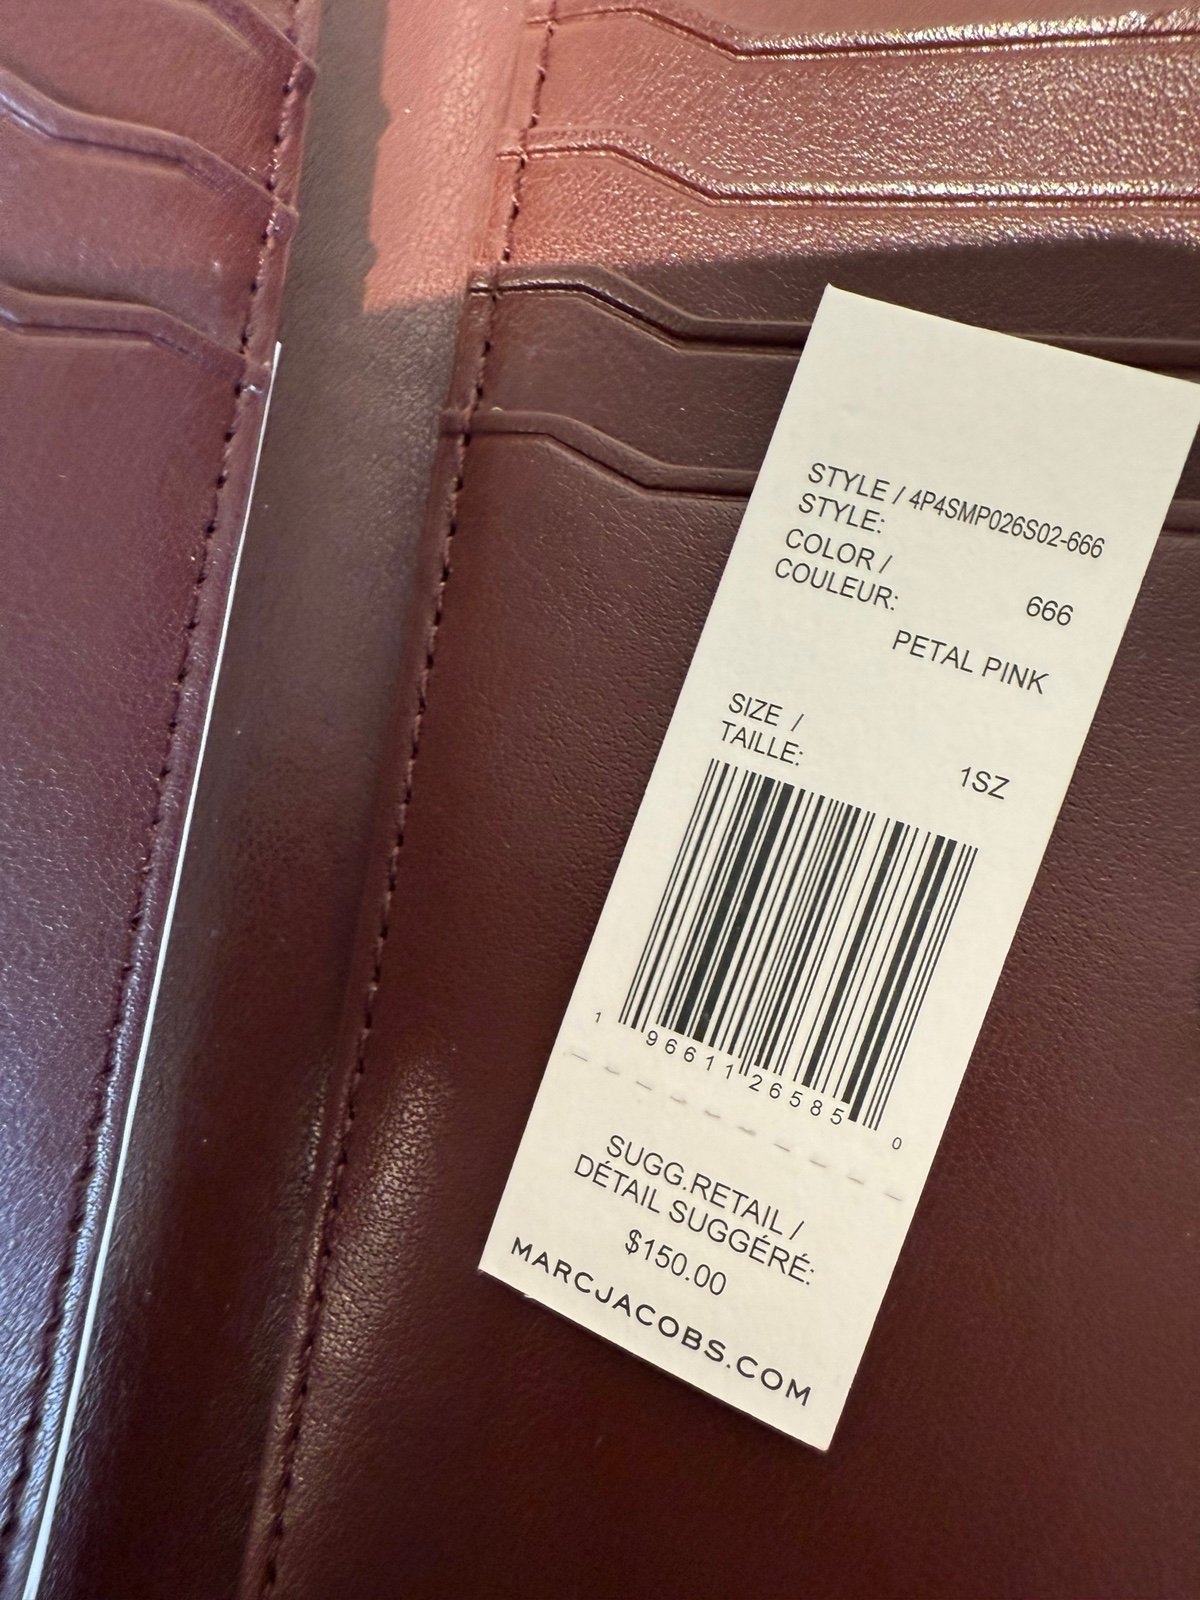 STYLE / 4P4SMP026S02-666
STYLE:
COLOR /
COULEUR: 666
PETAL PINK
SIZE /
TAILLE: 1SZ
1 96611 26585 0
SUGG.RETAIL /
DÉTAIL SUGGÉRÉ:
$150.00
MARCJACOBS.COM